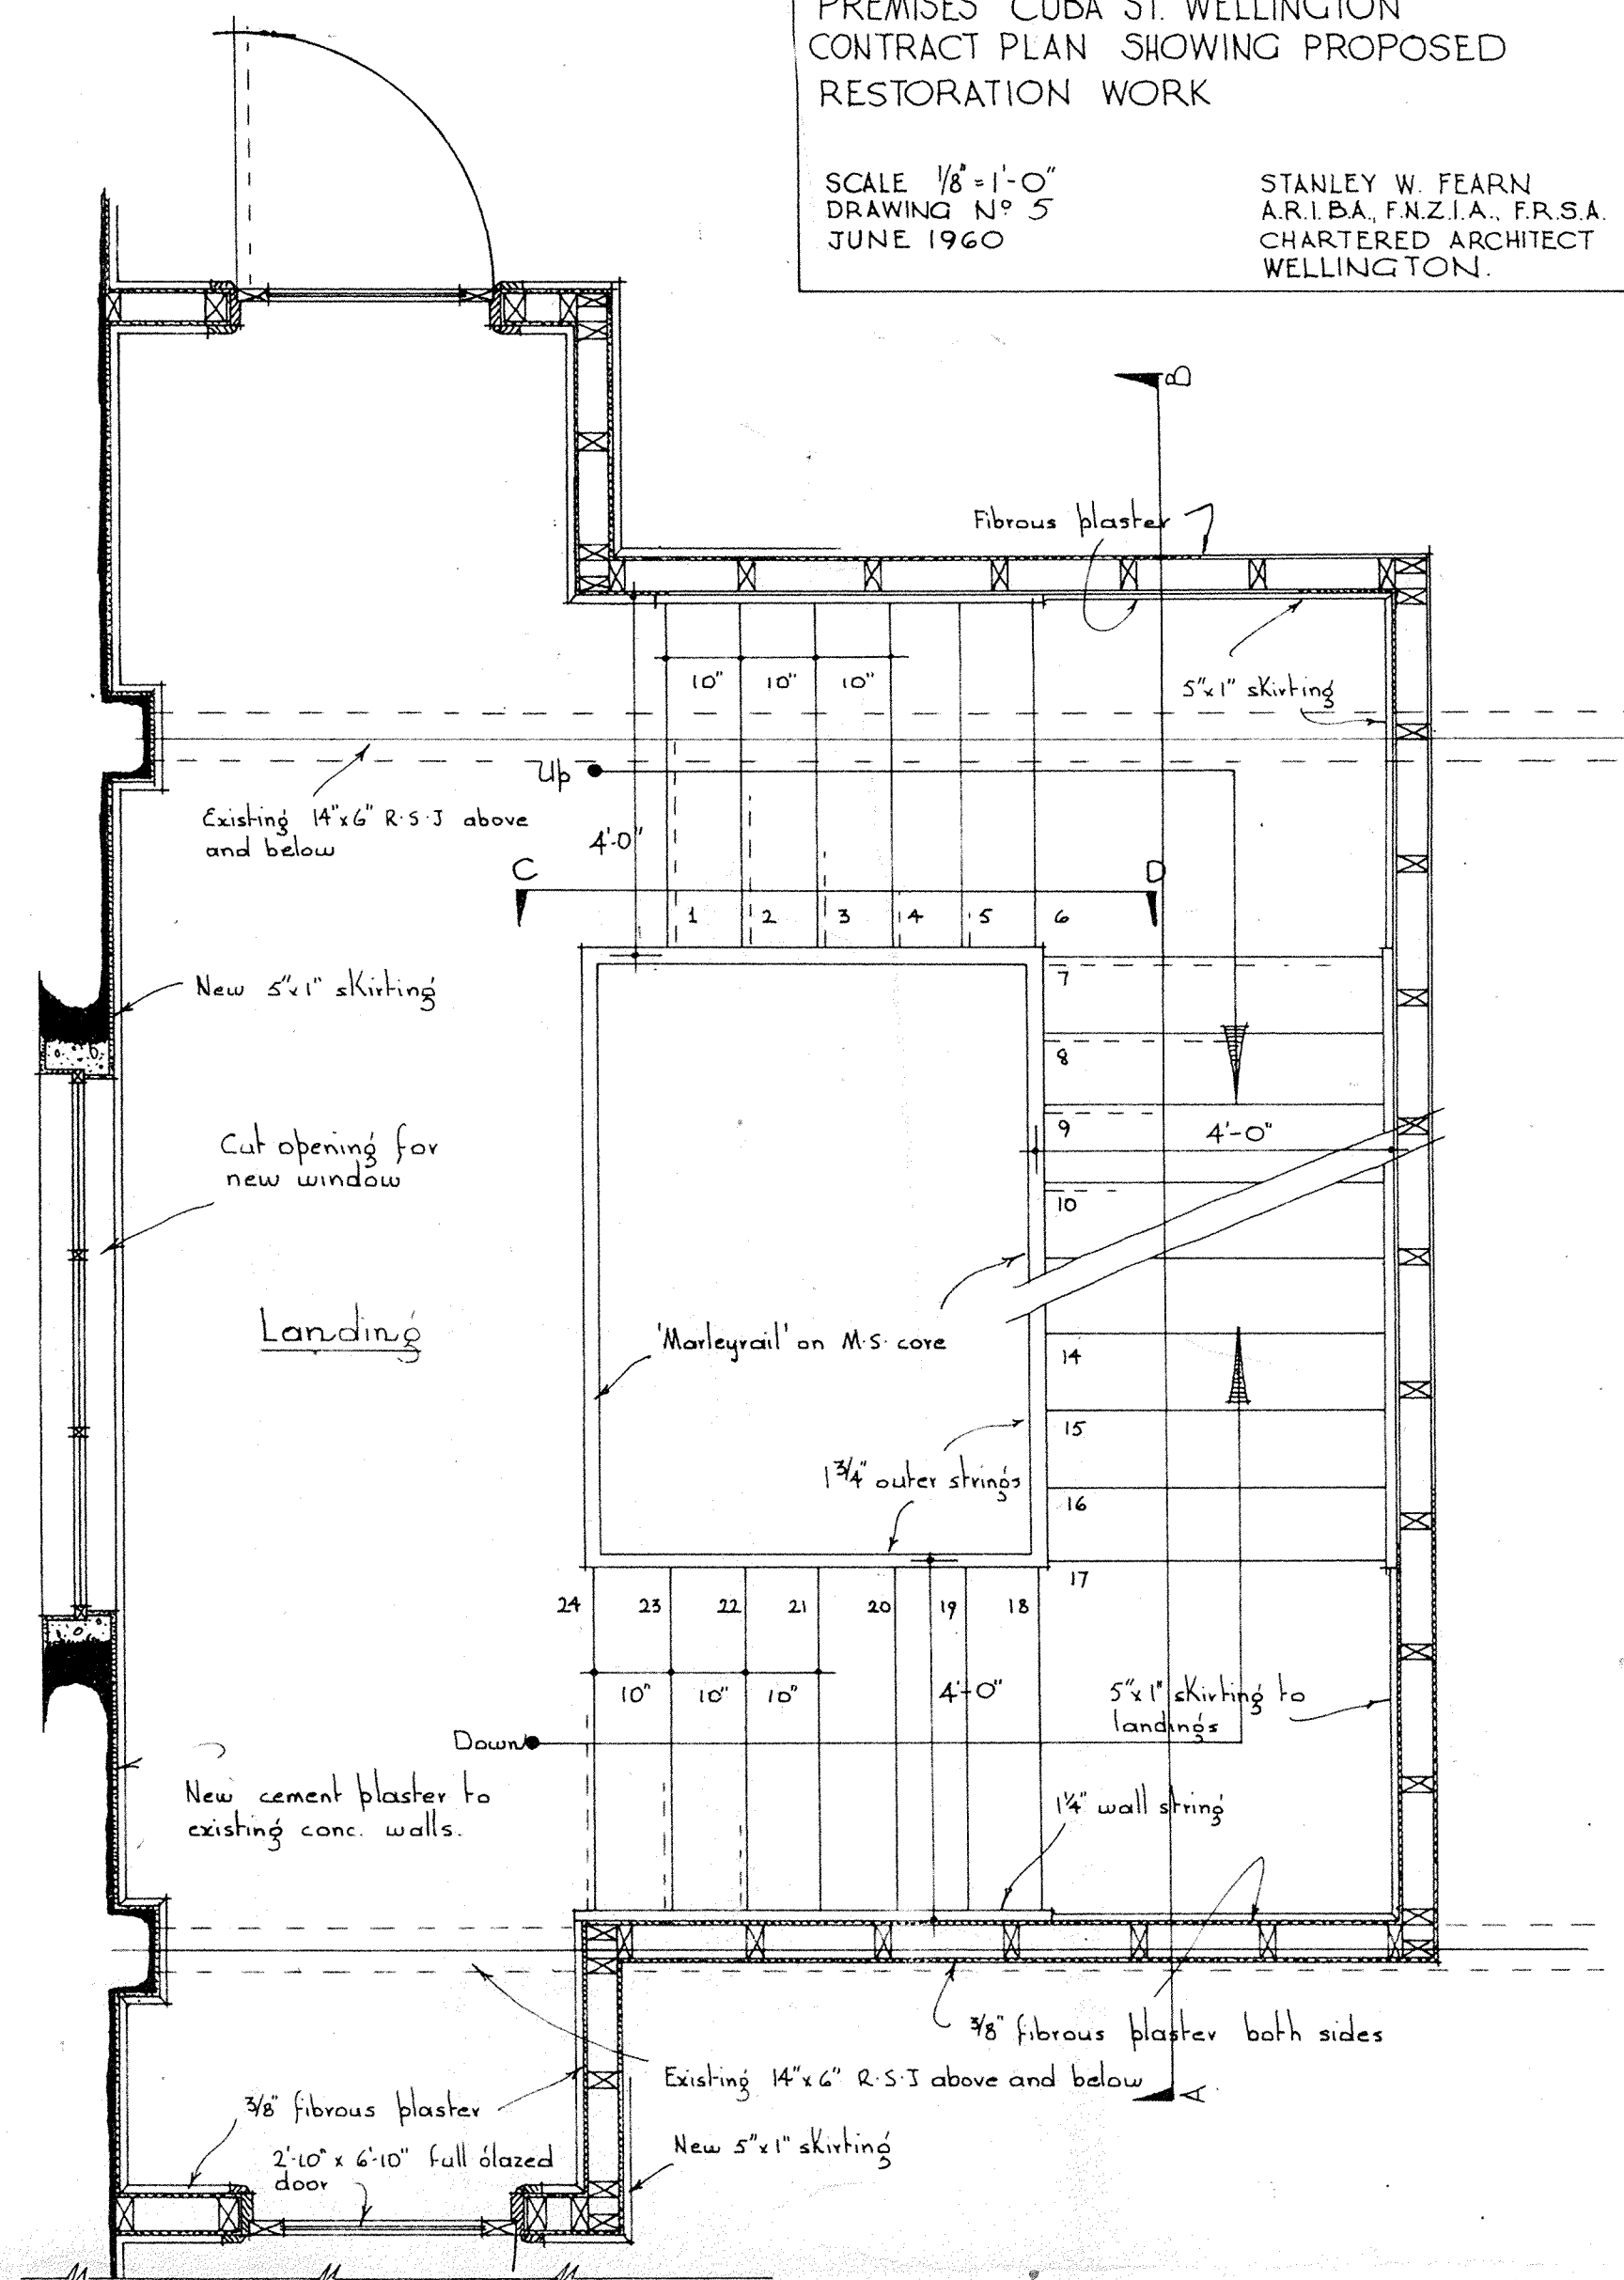 PREMISES CUBA ST. WELLINGTON
CONTRACT PLAN SHOWING PROPOSED
RESTORATION WORK
SCALE 1/8" = 1'-0"
DRAWING Nº 5
JUNE 1960
STANLEY W. FEARN
A.R.I.B.A., F.N.Z.I.A., F.R.S.A.
CHARTERED ARCHITECT
WELLINGTON.
B
Fibrous plaster
10" 10" 10"
5"x1" skirting
Up
Existing 14"x6" R.S.J above
and below
4'-0"
C D
1 2 3 4 5 6
New 5"x1" skirting
7
8
9
4'-0"
10
Cut opening for
new window
Landing
'Marleyrail' on M.S. core
14
15
1 3/4" outer strings
16
17
24 23 22 21 20 19 18
10" 10" 10"
4'-0"
5"x1" skirting to
landings
Down
New cement plaster to
existing conc. walls.
1 1/4" wall string
3/8" fibrous plaster both sides
Existing 14"x6" R.S.J above and below
A
3/8" fibrous plaster
2'-10" x 6'-10" full glazed
door
New 5"x1" skirting